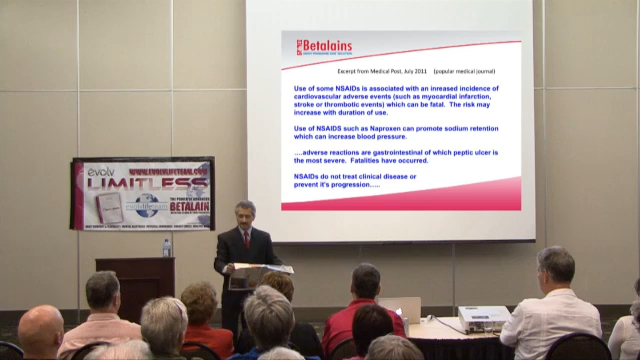 Betalains
Excerpt from Medical Post, July 2011 (popular medical journal)
Use of some NSAIDs is associated with an inreased incidence of
cardiovascular adverse events (such as myocardial infarction,
stroke or thrombotic events) which can be fatal. The risk may
increase with duration of use.
Use of NSAIDS such as Naproxen can promote sodium retention
which can increase blood pressure.
....adverse reactions are gastrointestinal of which peptic ulcer is
the most severe. Fatalities have occurred.
NSAIDs do not treat clinical disease or
prevent it's progression.....
evolv WWW.EVOLVLIFETEAM.COM
LIMITLESS
BETALAIN